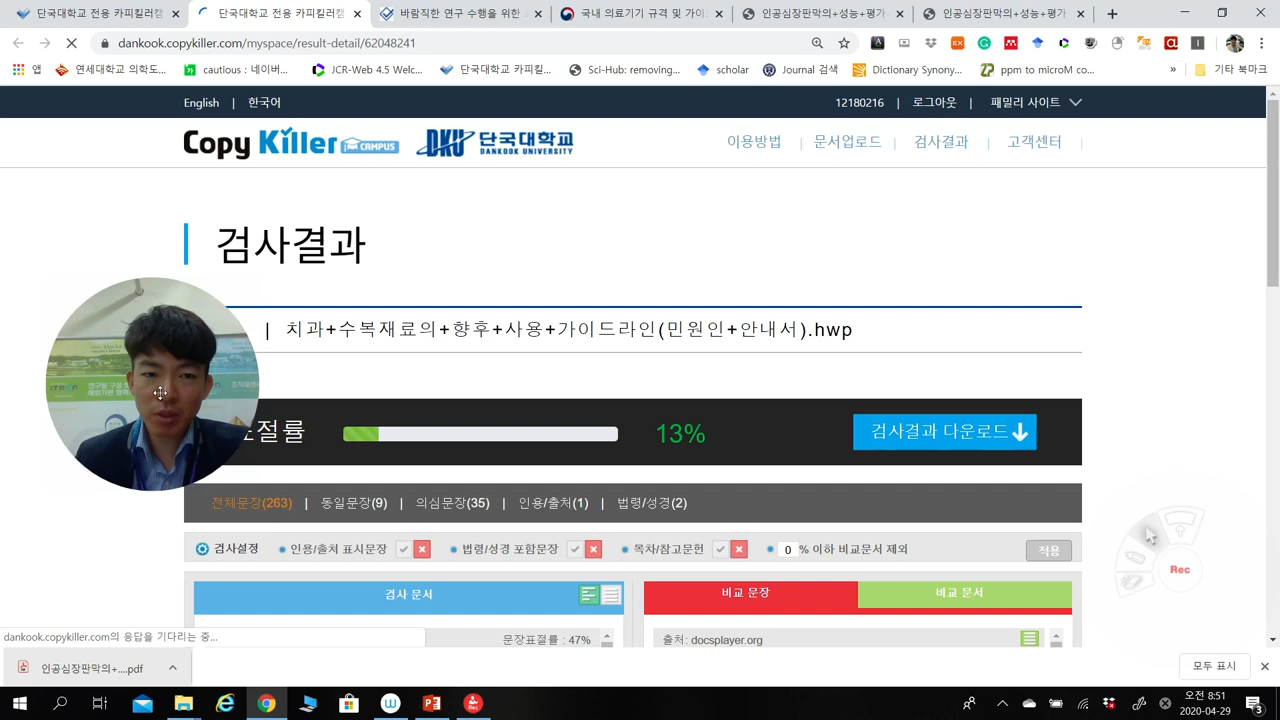 단국대학교 전용 카피킬러캠
단국대학교 전용 카피킬러캠
바람직한 연구 수행을 위한
국내 의료기기 규격 및 가이
인공심장판막의+성능+평가
인공심장판막의+성능+평가
dankook.copykiller.com/myspace/result-detail/62048241
앱
연세대학교 의학도...
cautious : 네이버...
JCR-Web 4.5 Welc...
단국대학교 카피킬...
Sci-Hub: removing...
scholar
Journal 검색
Dictionary Synony...
ppm to microM co...
»
기타 북마크
English | 한국어
12180216 | 로그아웃 | 패밀리 사이트
Copy Killer CAMPUS
DKU 단국대학교
DANKOOK UNIVERSITY
이용방법 | 문서업로드 | 검사결과 | 고객센터 |
검사결과
| 치과+수복재료의+향후+사용+가이드라인(민원인+안내서).hwp
절률
13%
검사결과 다운로드
전체문장(263) | 동일문장(9) | 의심문장(35) | 인용/출처(1) | 법령/성경(2)
검사설정
인용/출처 표시문장
법령/성경 포함문장
목차/참고문헌
0 % 이하 비교문서 제외
적용
검사 문서
비교 문장
비교 문서
문장표절률 : 47%
출처: docsplayer.org
Rec
dankook.copykiller.com의 응답을 기다리는 중...
인공심장판막의+....pdf
모두 표시
오전 8:51
2020-04-29
3